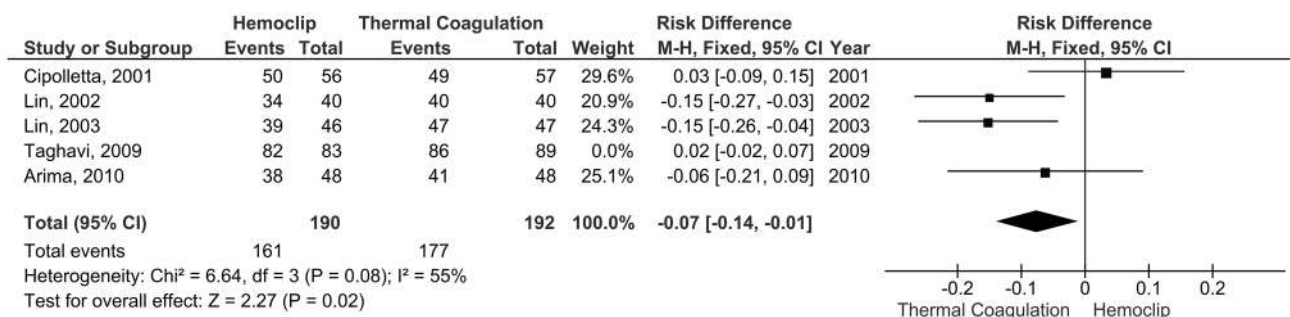 Hemoclip Thermal Coagulation Risk Difference Risk Difference
Study or Subgroup Events Total Events Total Weight M-H, Fixed, 95% CI Year M-H, Fixed, 95% CI
Cipolletta, 2001 50 56 49 57 29.6% 0.03 [-0.09, 0.15] 2001
Lin, 2002 34 40 40 40 20.9% -0.15 [-0.27, -0.03] 2002
Lin, 2003 39 46 47 47 24.3% -0.15 [-0.26, -0.04] 2003
Taghavi, 2009 82 83 86 89 0.0% 0.02 [-0.02, 0.07] 2009
Arima, 2010 38 48 41 48 25.1% -0.06 [-0.21, 0.09] 2010
Total (95% CI) 190 192 100.0% -0.07 [-0.14, -0.01]
Total events 161 177
Heterogeneity: Chi² = 6.64, df = 3 (P = 0.08); I² = 55%
Test for overall effect: Z = 2.27 (P = 0.02)
-0.2 -0.1 0 0.1 0.2
Thermal Coagulation Hemoclip